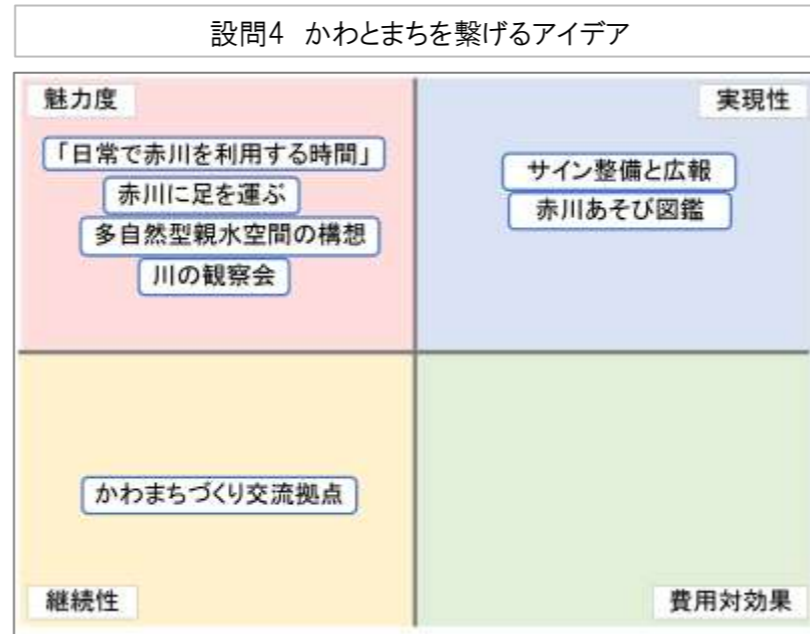 設問4　かわとまちを繋げるアイデア
魅力度
「日常で赤川を利用する時間」
赤川に足を運ぶ
多自然型親水空間の構想
川の観察会
実現性
サイン整備と広報
赤川あそび図鑑
かわまちづくり交流拠点
継続性
費用対効果